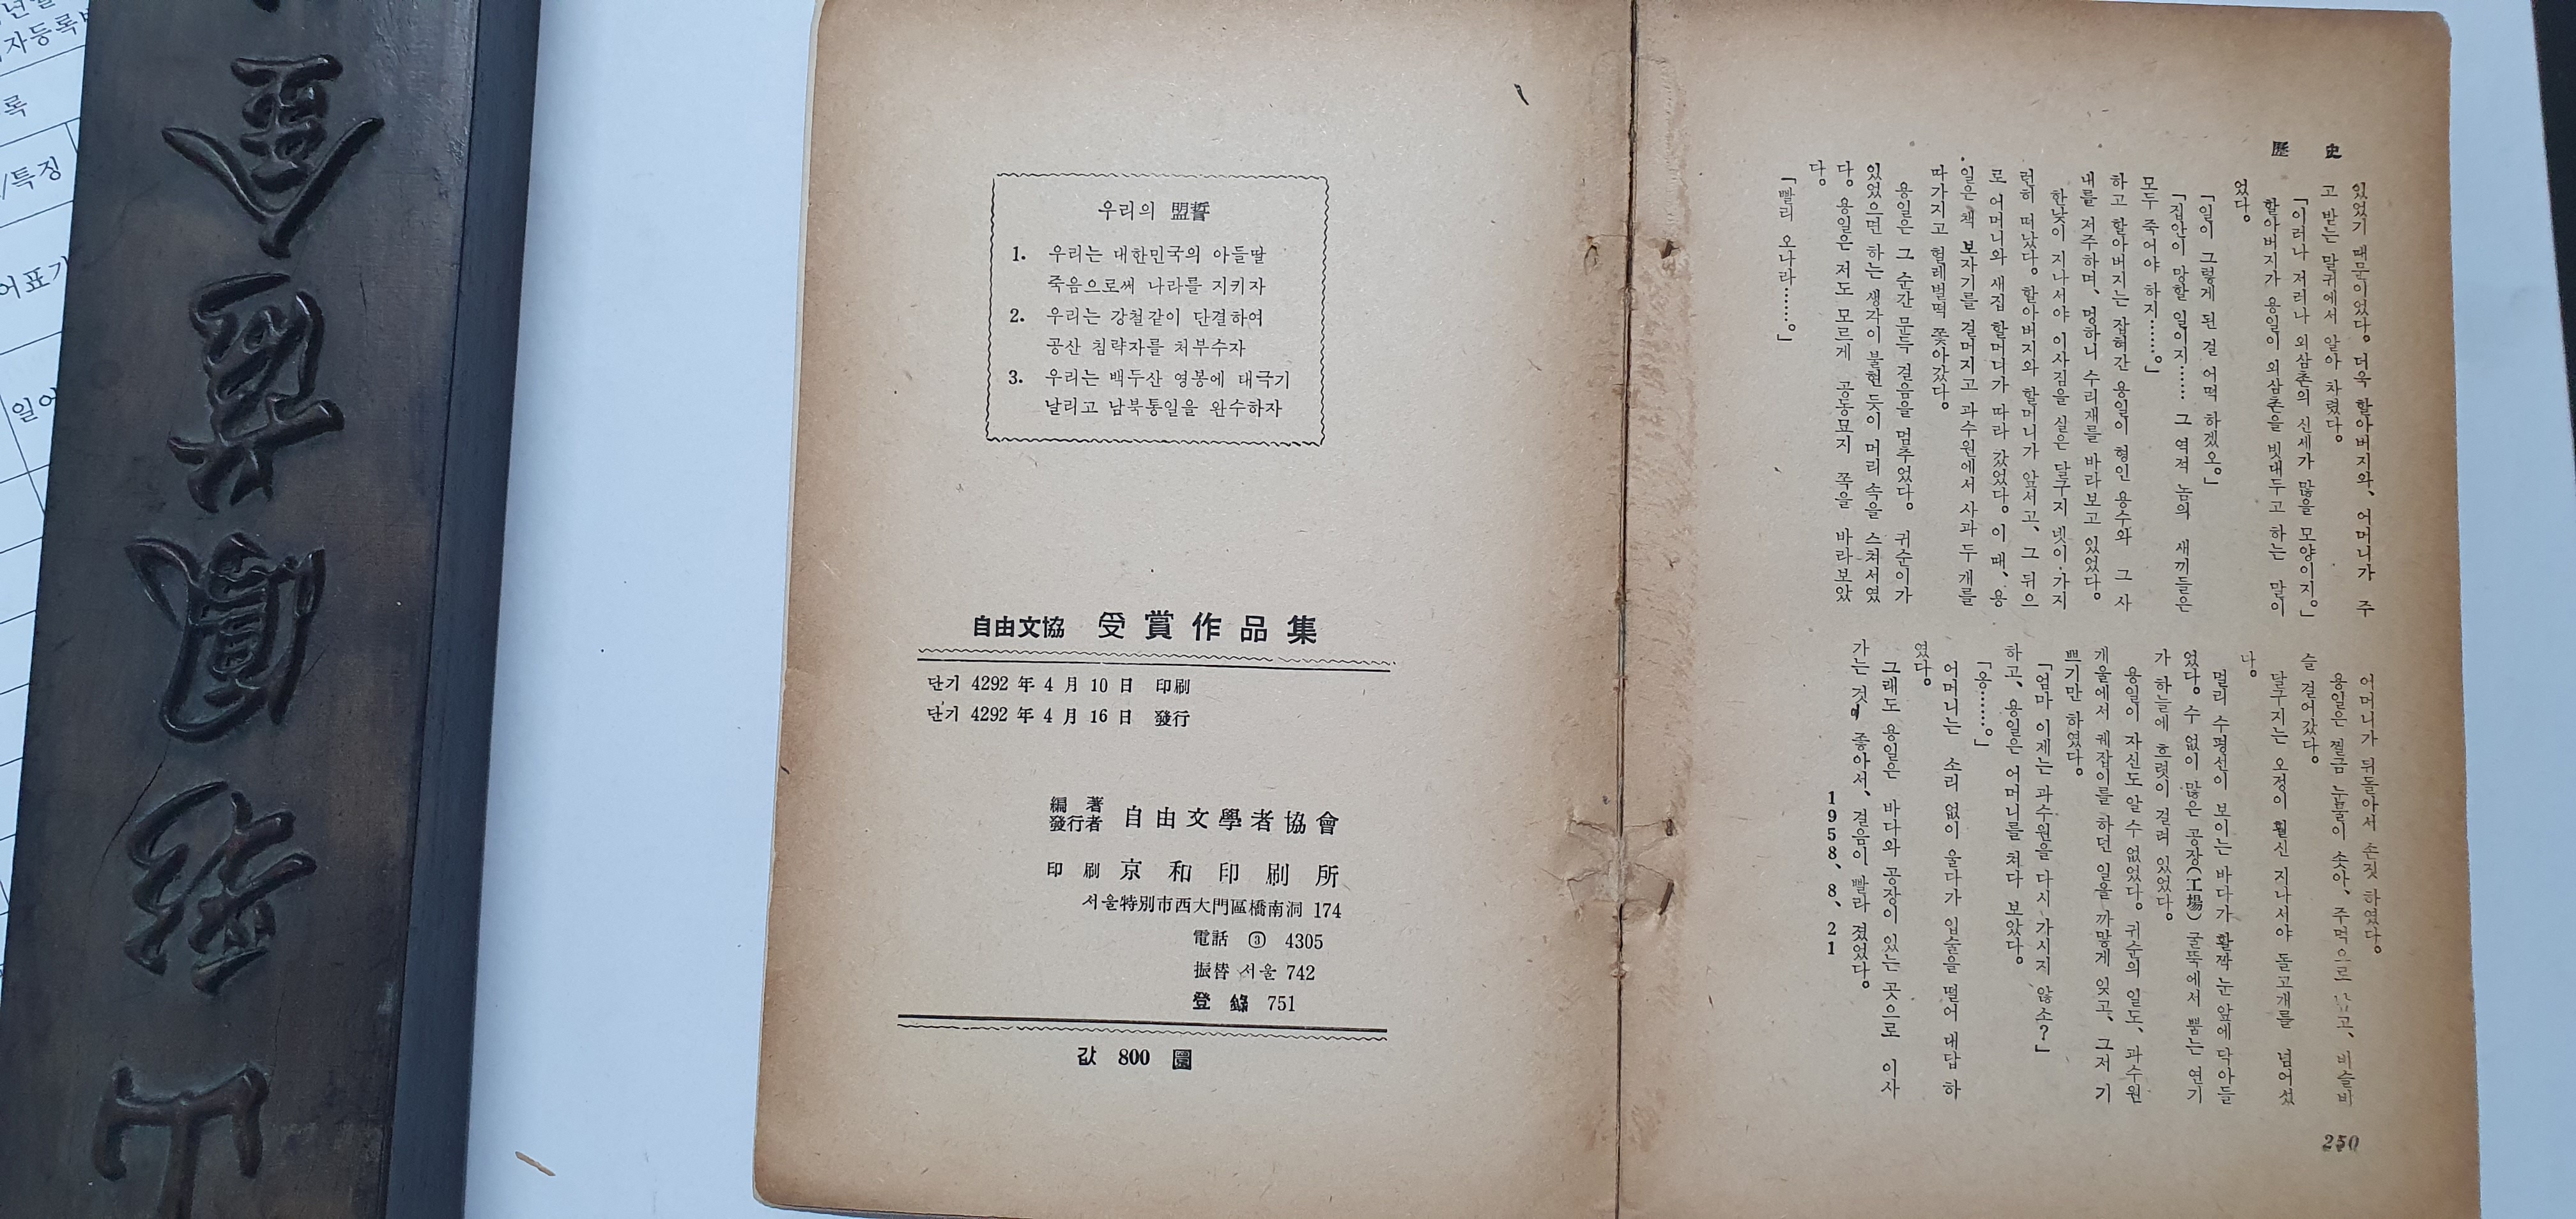 자등록
록
/특징
어표기
일어
우리의 盟誓
1. 우리는 대한민국의 아들딸
죽음으로써 나라를 지키자
2. 우리는 강철같이 단결하여
공산 침략자를 처부수자
3. 우리는 백두산 영봉에 태극기
날리고 남북통일을 완수하자
自由文協 受賞作品集
단기 4292 年 4 月 10 日 印刷
단기 4292 年 4 月 16 日 發行
編著
發行者 自由文學者協會
印刷 京和印刷所
서울特別市西大門區橋南洞 174
電話 ③ 4305
振替 서울 742
登錄 751
값 800 圜
歷史
있었기 때문이었다. 더욱 할아버지와、어머니가 주
고 받는 말귀에서 알아 차렸다.
「이러나 저러나 외삼촌의 신세가 많을 모양이지。」
할아버지가 용일이 외삼촌을 빗대두고 하는 말이
었다。
「일이 그렇게 된 걸 어떡 하겠오。」
「집안이 망할 일이지…… 그 역적 놈의 새끼들은
모두 죽어야 하지……。」
하고 할아버지는 잡혀간 용일이 형인 용수와 그 사
내를 저주하며、멍하니 수리재를 바라보고 있었다。
한낮이 지나서야 이사짐을 실은 달구지 넷이 가지
런히 떠났다。할아버지와 할머니가 앞서고、그 뒤으
로 어머니와 새집 할머니가 따라 갔었다。이 때、용
일은 책 보자기를 걸머지고 과수원에서 사과 두 개를
따가지고 헐레벌떡 쫓아갔다。
용일은 그 순간 문득 걸음을 멈추었다。귀순이가
있었으면 하는 생각이 불현 듯이 머리 속을 스처서였
다。용일은 저도 모르게 공동묘지 쪽을 바라보았
다。
「빨리 오나라……。」
어머니가 뒤돌아서 손짓 하였다。
용일은 찔금 눈물이 솟아、주먹으로 고、비슬비
슬 걸어갔다。
달구지는 오정이 훨신 지나서야 돌고개를 넘어섰
다。
멀리 수평선이 보이는 바다가 활짝 눈 앞에 닥아들
었다。수 없이 많은 공장(工場) 굴뚝에서 뿜는 연기
가 하늘에 흐렷이 걸려 있었다。
용일이 자신도 알 수 없었다。귀순의 일도、과수원
개울에서 궤잡이를 하던 일을 까맣게 잊고、그저 기
쁘기만 하였다。
「엄마 이제는 과수원을 다시 가시지 않소?」
하고、용일은 어머니를 처다 보았다。
「웅……。」
어머니는 소리 없이 울다가 입술을 떨어 대답 하
였다。
그래도 용일은 바다와 공장이 있는 곳으로 이사
가는 것이 좋아서、걸음이 빨라 졌었다。
1958、8、21
250